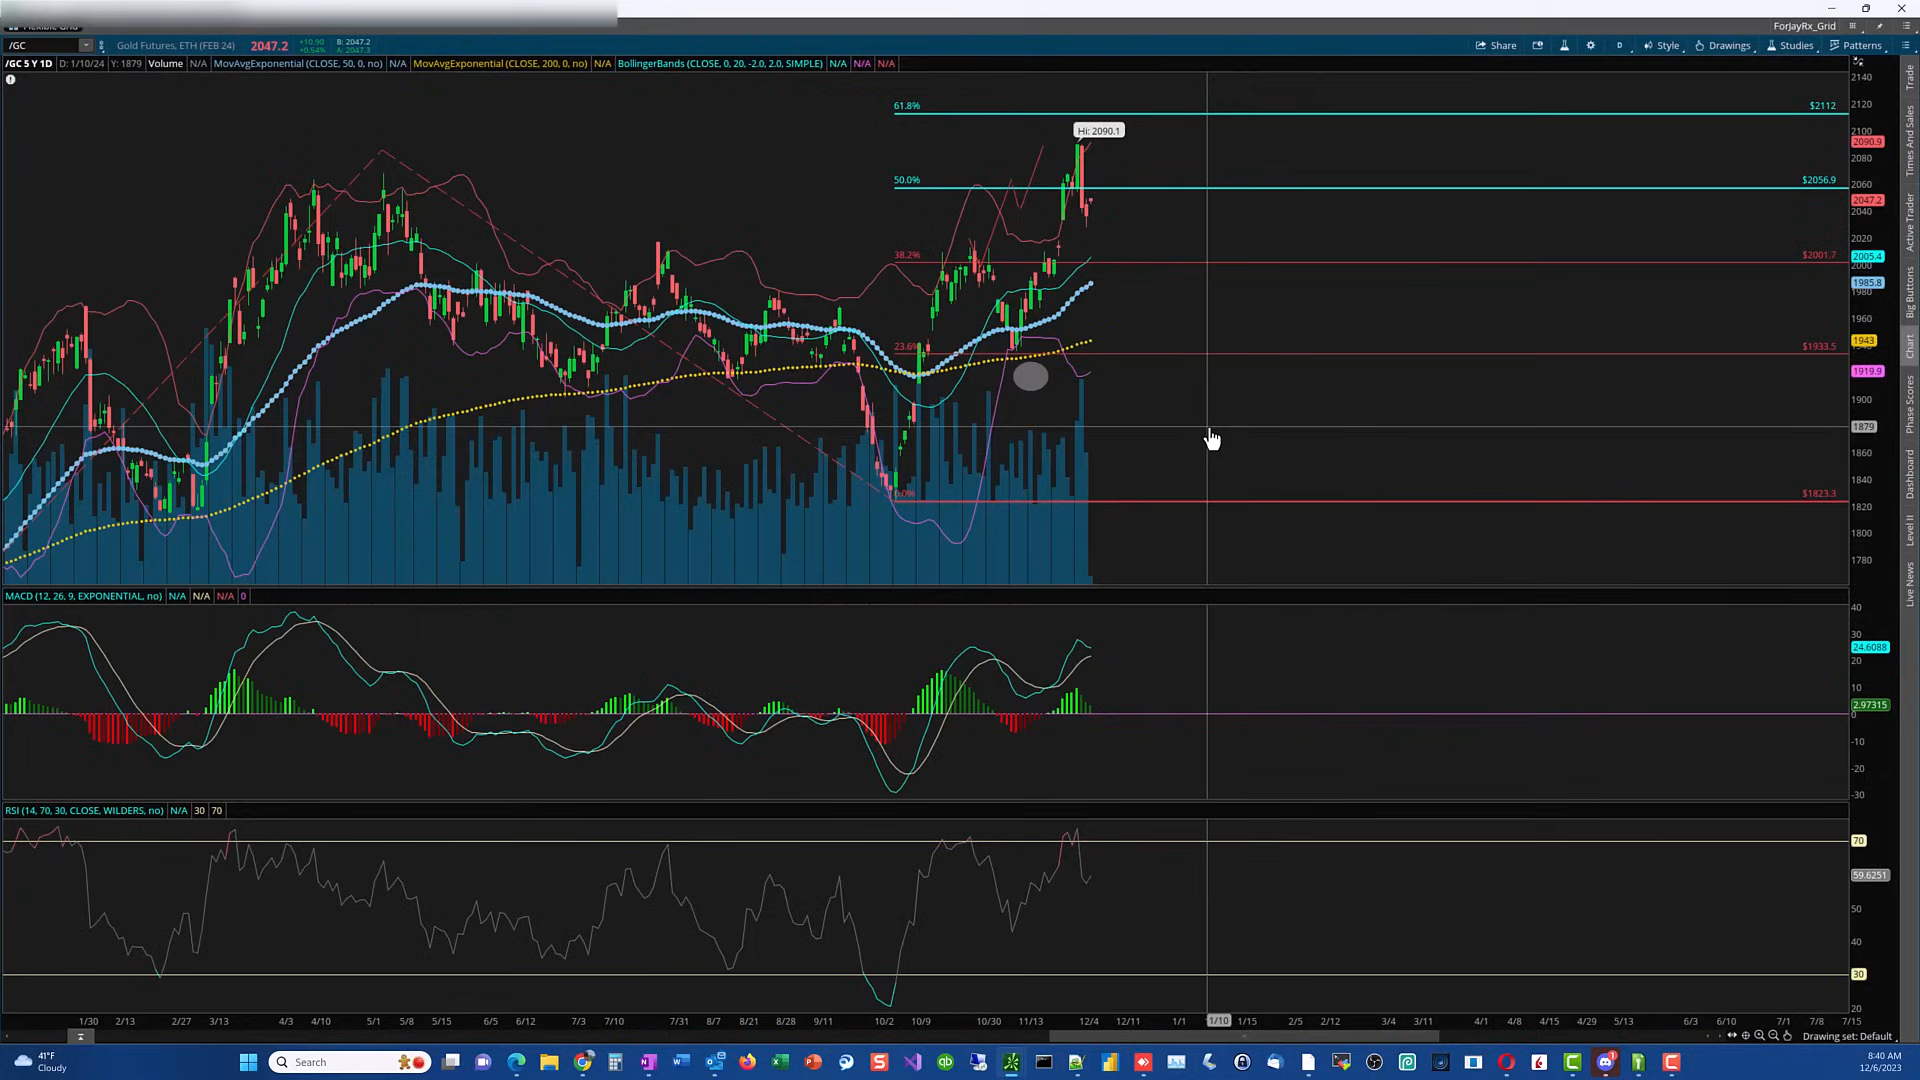 ForJayRx_Grid
/GC
Gold Futures, ETH (FEB 24) 2047.2 +10.90 B: 2047.2
+0.54% A: 2047.3
Share D Style Drawings Studies Patterns
/GC 5 Y 1D D: 1/10/24 Y: 1879 Volume N/A MovAvgExponential (CLOSE, 50, 0, no) N/A MovAvgExponential (CLOSE, 200, 0, no) N/A BollingerBands (CLOSE, 0, 20, -2.0, 2.0, SIMPLE) N/A N/A N/A
61.8% $2112
Hi: 2090.1
50.0% $2056.9
38.2% $2001.7
23.6% $1933.5
$1823.3
2140
2120
2100
2090.9
2080
2060
2047.2
2040
2020
2005.4
2000
1985.8
1980
1960
1943
1919.9
1900
1879
1860
1840
1820
1800
1780
MACD (12, 26, 9, EXPONENTIAL, no) N/A N/A N/A 0
40
30
24.6088
20
10
2.97315
0
-10
-20
-30
RSI (14, 70, 30, CLOSE, WILDERS, no) N/A 30 70
70
59.6251
50
40
30
20
1/30 2/13 2/27 3/13 4/3 4/10 5/1 5/8 5/15 6/5 6/12 7/3 7/10 7/31 8/7 8/21 8/28 9/11 10/2 10/9 10/30 11/13 12/4 12/11 1/1 1/10 1/15 2/5 2/12 3/4 3/11 4/1 4/8 4/15 4/29 5/13 6/3 6/10 7/1 7/8 7/15
Drawing set: Default
Trade
Times And Sales
Active Trader
Big Buttons
Chart
Phase Scores
Dashboard
Level II
Live News
41°F
Cloudy
Search
8:40 AM
12/6/2023